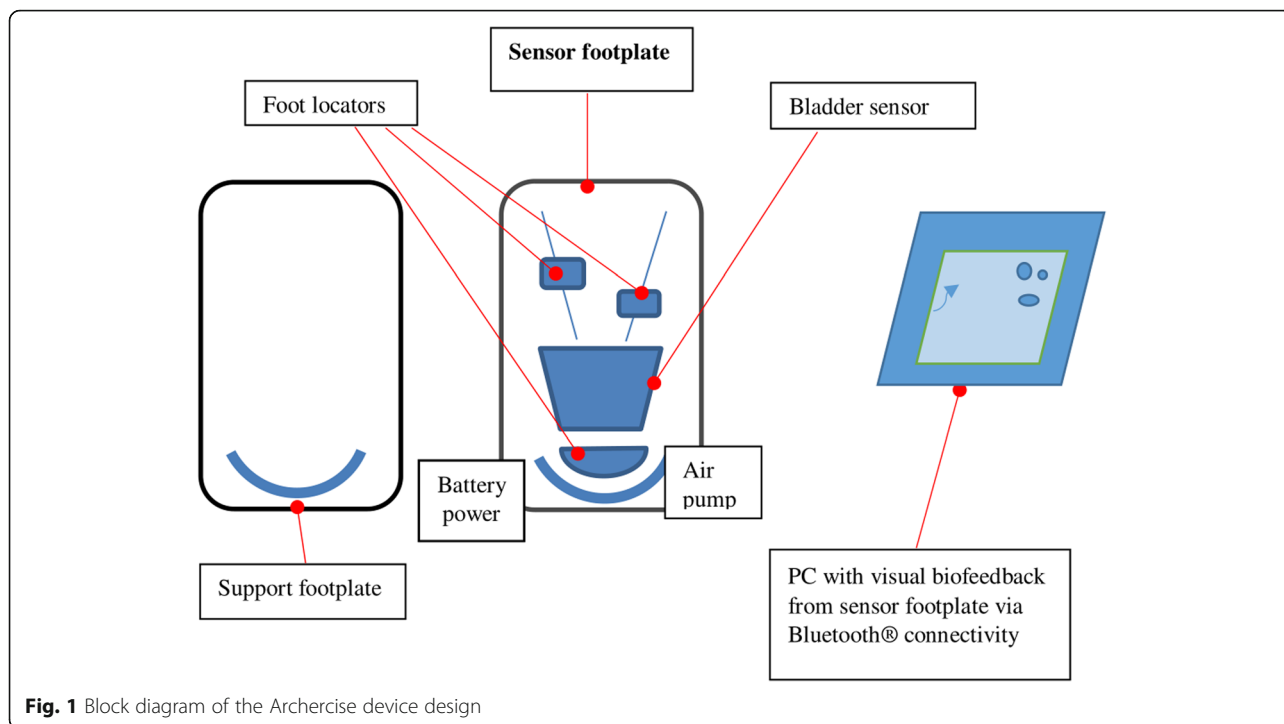 Sensor footplate
Foot locators
Bladder sensor
Battery
power
Air
pump
Support footplate
PC with visual biofeedback
from sensor footplate via
Bluetooth® connectivity
Fig. 1 Block diagram of the Archercise device design